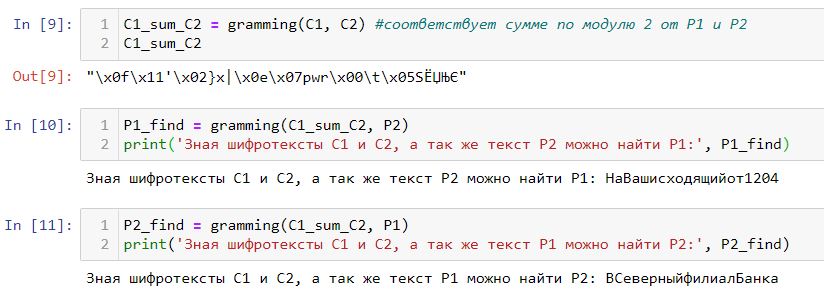 In [9]: 1 C1_sum_C2 = gramming(C1, C2) #соответствует сумме по модулю 2 от P1 и P2
2 C1_sum_C2
Out[9]: "\x0f\x11'\x02}x|\x0e\x07pwr\x00\t\x05SЁЏЊЄ"
In [10]: 1 P1_find = gramming(C1_sum_C2, P2)
2 print('Зная шифротексты C1 и C2, а так же текст P2 можно найти P1:', P1_find)
Зная шифротексты C1 и C2, а так же текст P2 можно найти P1: НаВашисходящийот1204
In [11]: 1 P2_find = gramming(C1_sum_C2, P1)
2 print('Зная шифротексты C1 и C2, а так же текст P1 можно найти P2:', P2_find)
Зная шифротексты C1 и C2, а так же текст P1 можно найти P2: ВСеверныйфилиалБанка